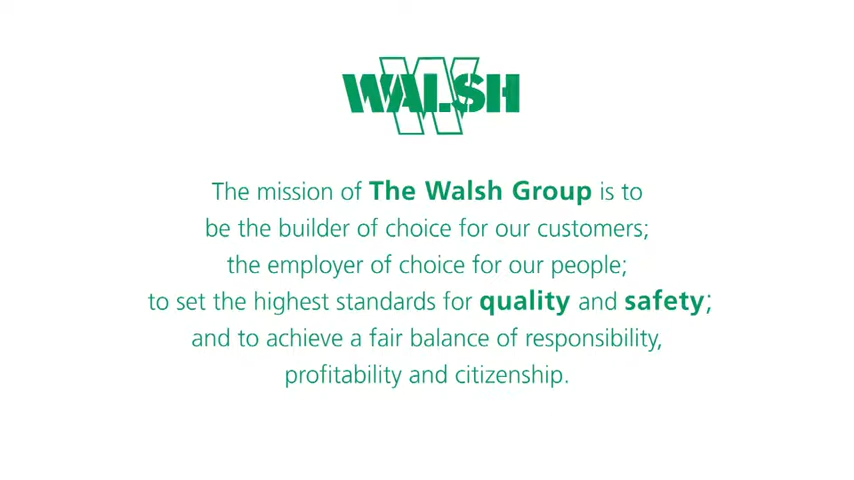 WALSH
The mission of The Walsh Group is to
be the builder of choice for our customers;
the employer of choice for our people;
to set the highest standards for quality and safety;
and to achieve a fair balance of responsibility,
profitability and citizenship.